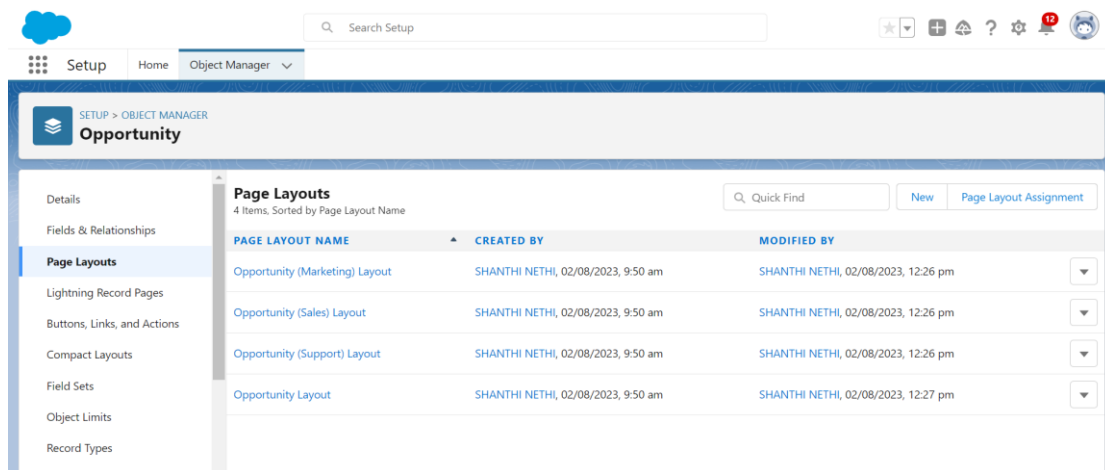 Search Setup
12
Setup Home Object Manager
SETUP > OBJECT MANAGER
Opportunity
Details
Fields & Relationships
Page Layouts
Lightning Record Pages
Buttons, Links, and Actions
Compact Layouts
Field Sets
Object Limits
Record Types
Page Layouts
4 Items, Sorted by Page Layout Name
Quick Find New Page Layout Assignment
PAGE LAYOUT NAME CREATED BY MODIFIED BY
Opportunity (Marketing) Layout SHANTHI NETHI, 02/08/2023, 9:50 am SHANTHI NETHI, 02/08/2023, 12:26 pm
Opportunity (Sales) Layout SHANTHI NETHI, 02/08/2023, 9:50 am SHANTHI NETHI, 02/08/2023, 12:26 pm
Opportunity (Support) Layout SHANTHI NETHI, 02/08/2023, 9:50 am SHANTHI NETHI, 02/08/2023, 12:26 pm
Opportunity Layout SHANTHI NETHI, 02/08/2023, 9:50 am SHANTHI NETHI, 02/08/2023, 12:27 pm